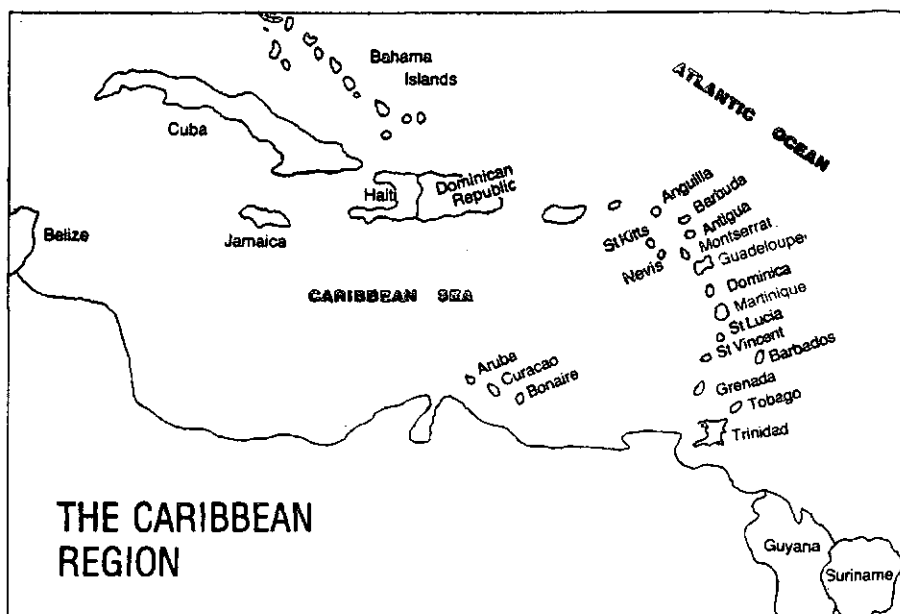 Bahama
Islands
ATLANTIC OCEAN
Cuba
Haiti
Dominican
Republic
Anguilla
Barbuda
Belize
Jamaica
St Kitts
Antigua
Montserrat
Nevis
Guadeloupe
CARIBBEAN SEA
Dominica
Martinique
St Lucia
St Vincent
Barbados
Aruba
Curacao
Bonaire
Grenada
Tobago
Trinidad
THE CARIBBEAN
REGION
Guyana
Suriname